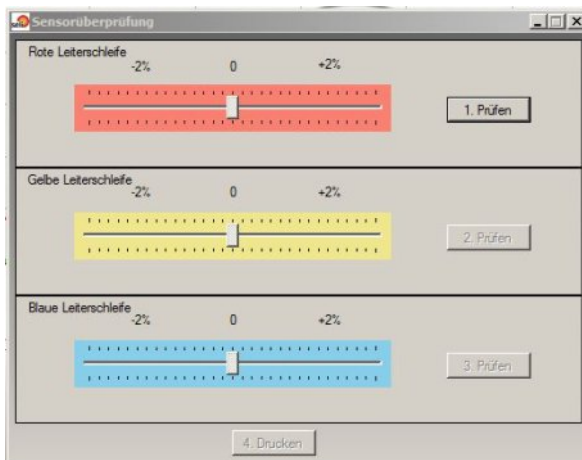 Sensorüberprüfung
Rote Leiterschleife
-2% 0 +2%
1. Prüfen
Gelbe Leiterschleife
-2% 0 +2%
2. Prüfen
Blaue Leiterschleife
-2% 0 +2%
3. Prüfen
4. Drucken